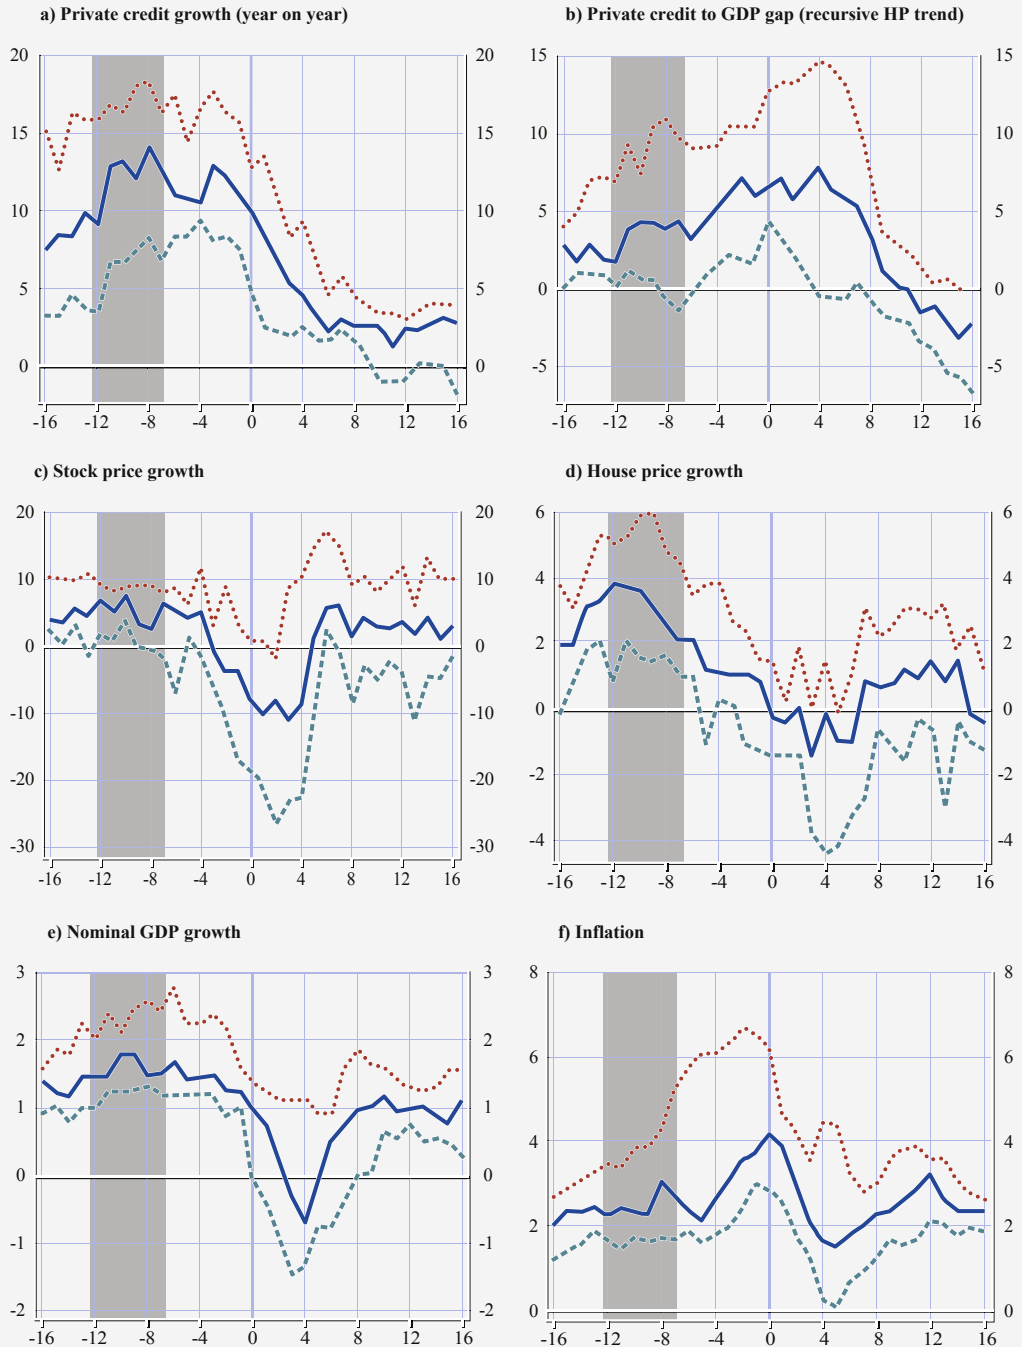 a) Private credit growth (year on year)
b) Private credit to GDP gap (recursive HP trend)
20 20 15 15
15 15 10 10
10 10 5 5
5 5 0 0
0 0 -5 -5
-16 -12 -8 -4 0 4 8 12 16
-16 -12 -8 -4 0 4 8 12 16
c) Stock price growth
d) House price growth
20 20 6 6
10 10 4 4
0 0 2 2
-10 -10 0 0
-20 -20 -2 -2
-30 -30 -4 -4
-16 -12 -8 -4 0 4 8 12 16
-16 -12 -8 -4 0 4 8 12 16
e) Nominal GDP growth
f) Inflation
3 3 8 8
2 2 6 6
1 1 4 4
0 0 2 2
-1 -1 0 0
-2 -2
-16 -12 -8 -4 0 4 8 12 16
-16 -12 -8 -4 0 4 8 12 16